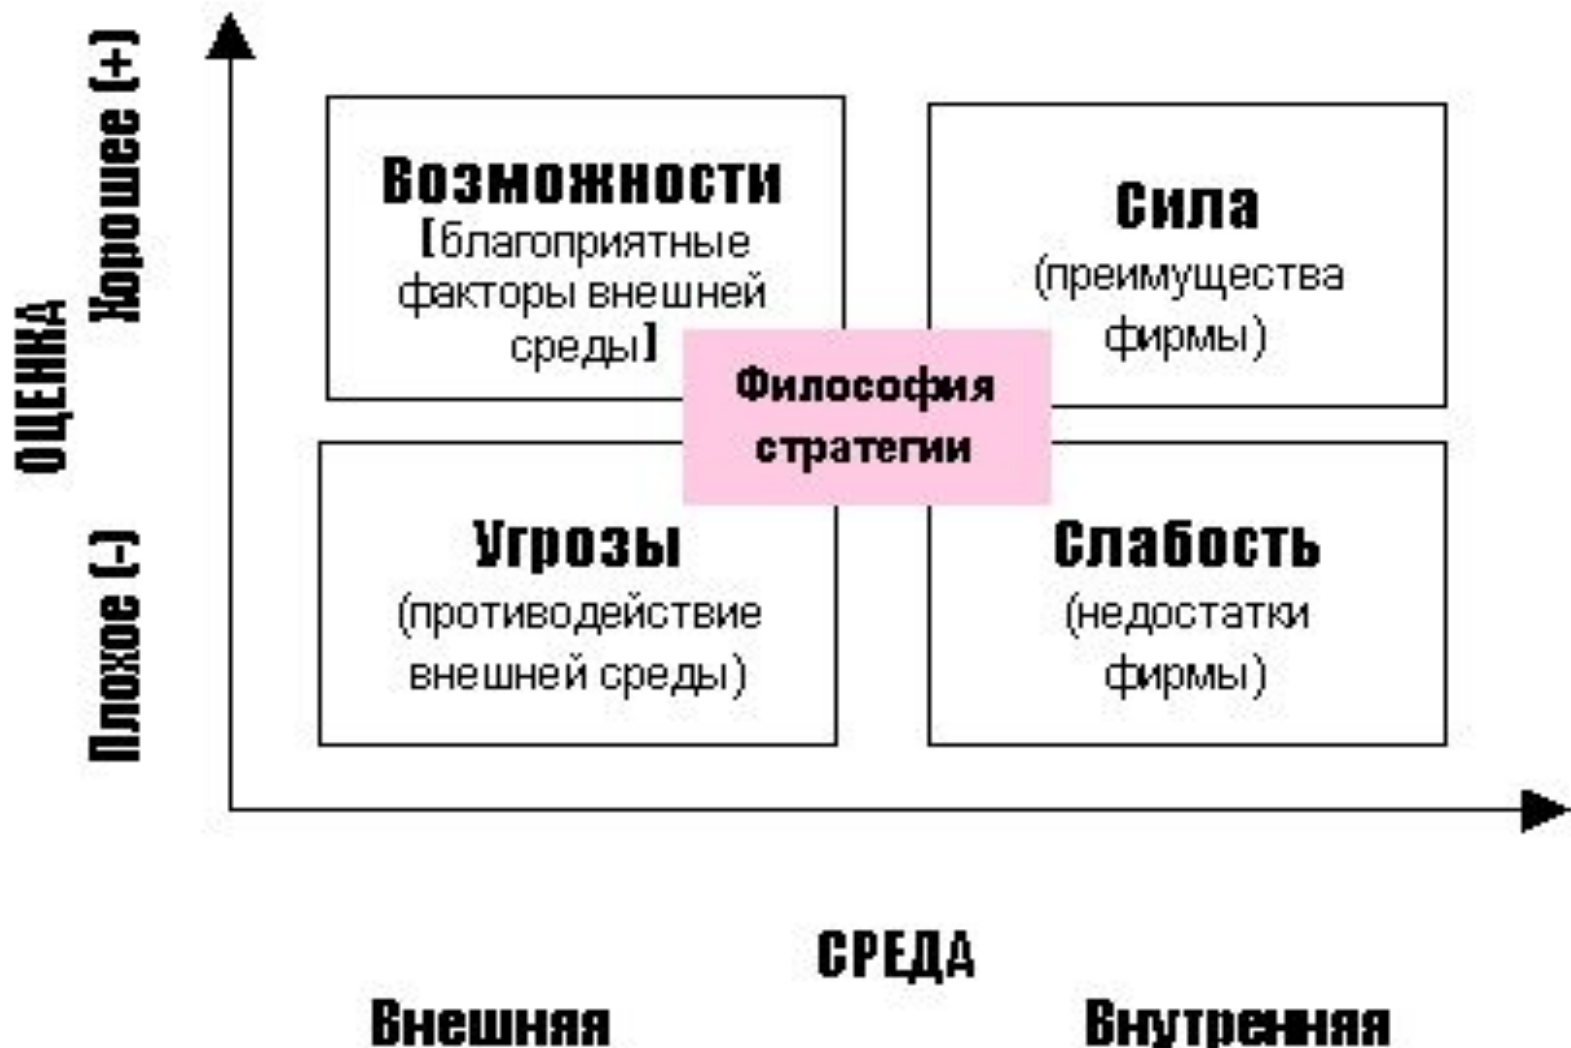 Хорошее (+)
ОЦЕНКА
Плохое (-)
Возможности
[благоприятные
факторы внешней
среды]
Сила
(преимущества
фирмы)
Философия
стратегии
Угрозы
(противодействие
внешней среды)
Слабость
(недостатки
фирмы)
СРЕДА
Внешняя
Внутренняя